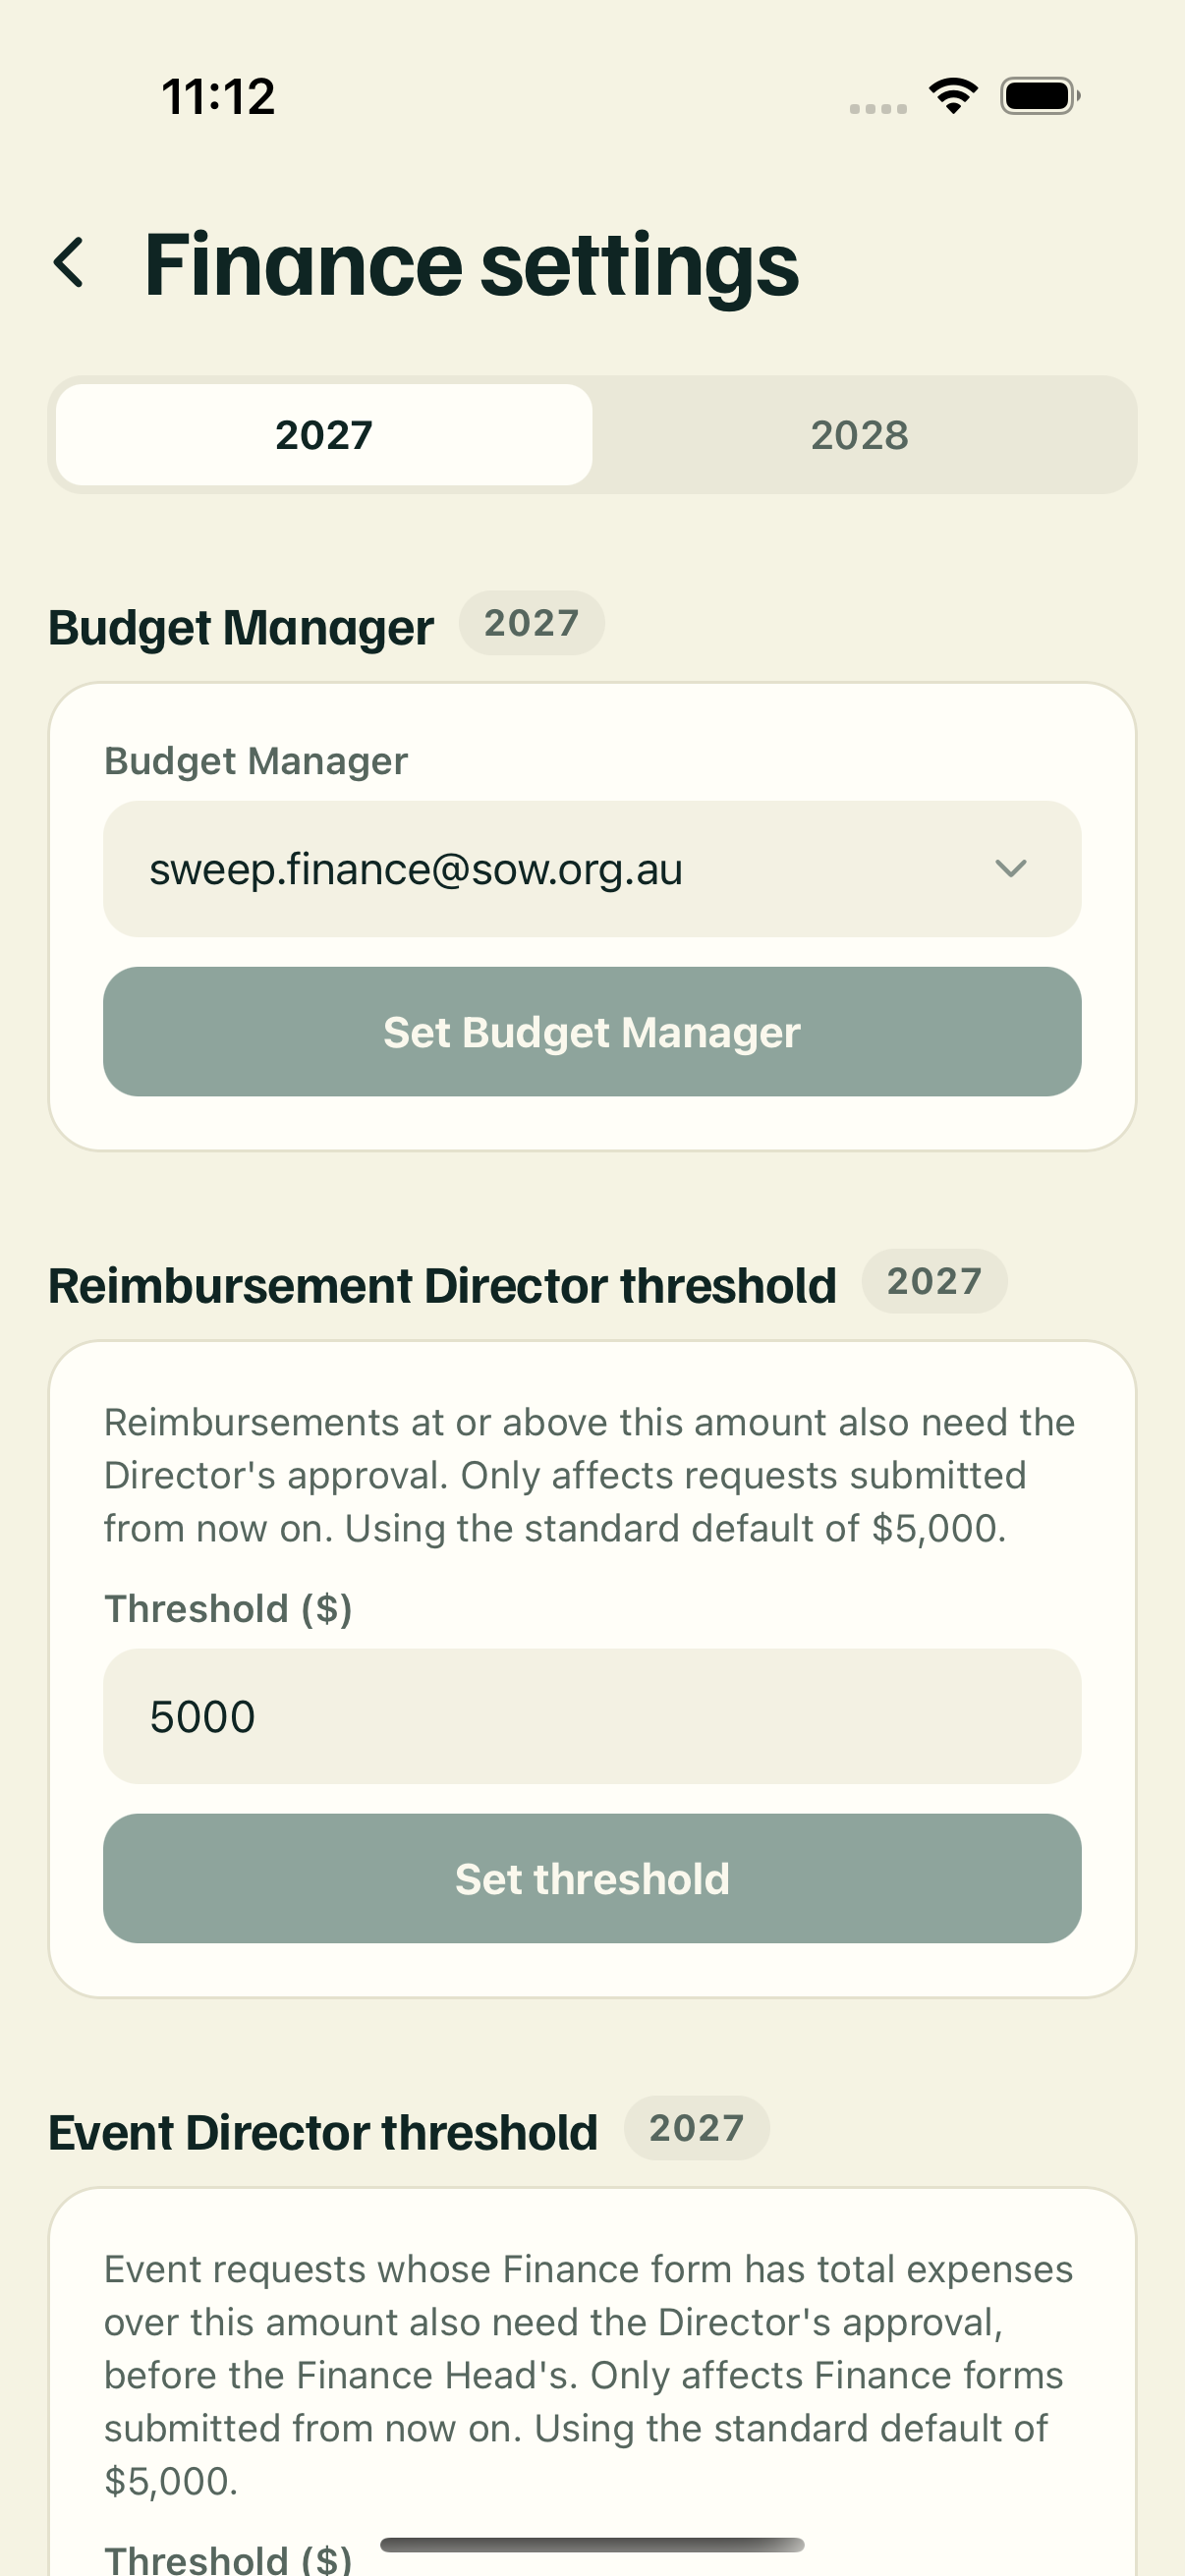 11:12
Finance settings
2027
2028
Budget Manager 2027
Budget Manager
sweep.finance@sow.org.au
Set Budget Manager
Reimbursement Director threshold 2027
Reimbursements at or above this amount also need the
Director's approval. Only affects requests submitted
from now on. Using the standard default of $5,000.
Threshold ($)
5000
Set threshold
Event Director threshold 2027
Event requests whose Finance form has total expenses
over this amount also need the Director's approval,
before the Finance Head's. Only affects Finance forms
submitted from now on. Using the standard default of
$5,000.
Threshold ($)